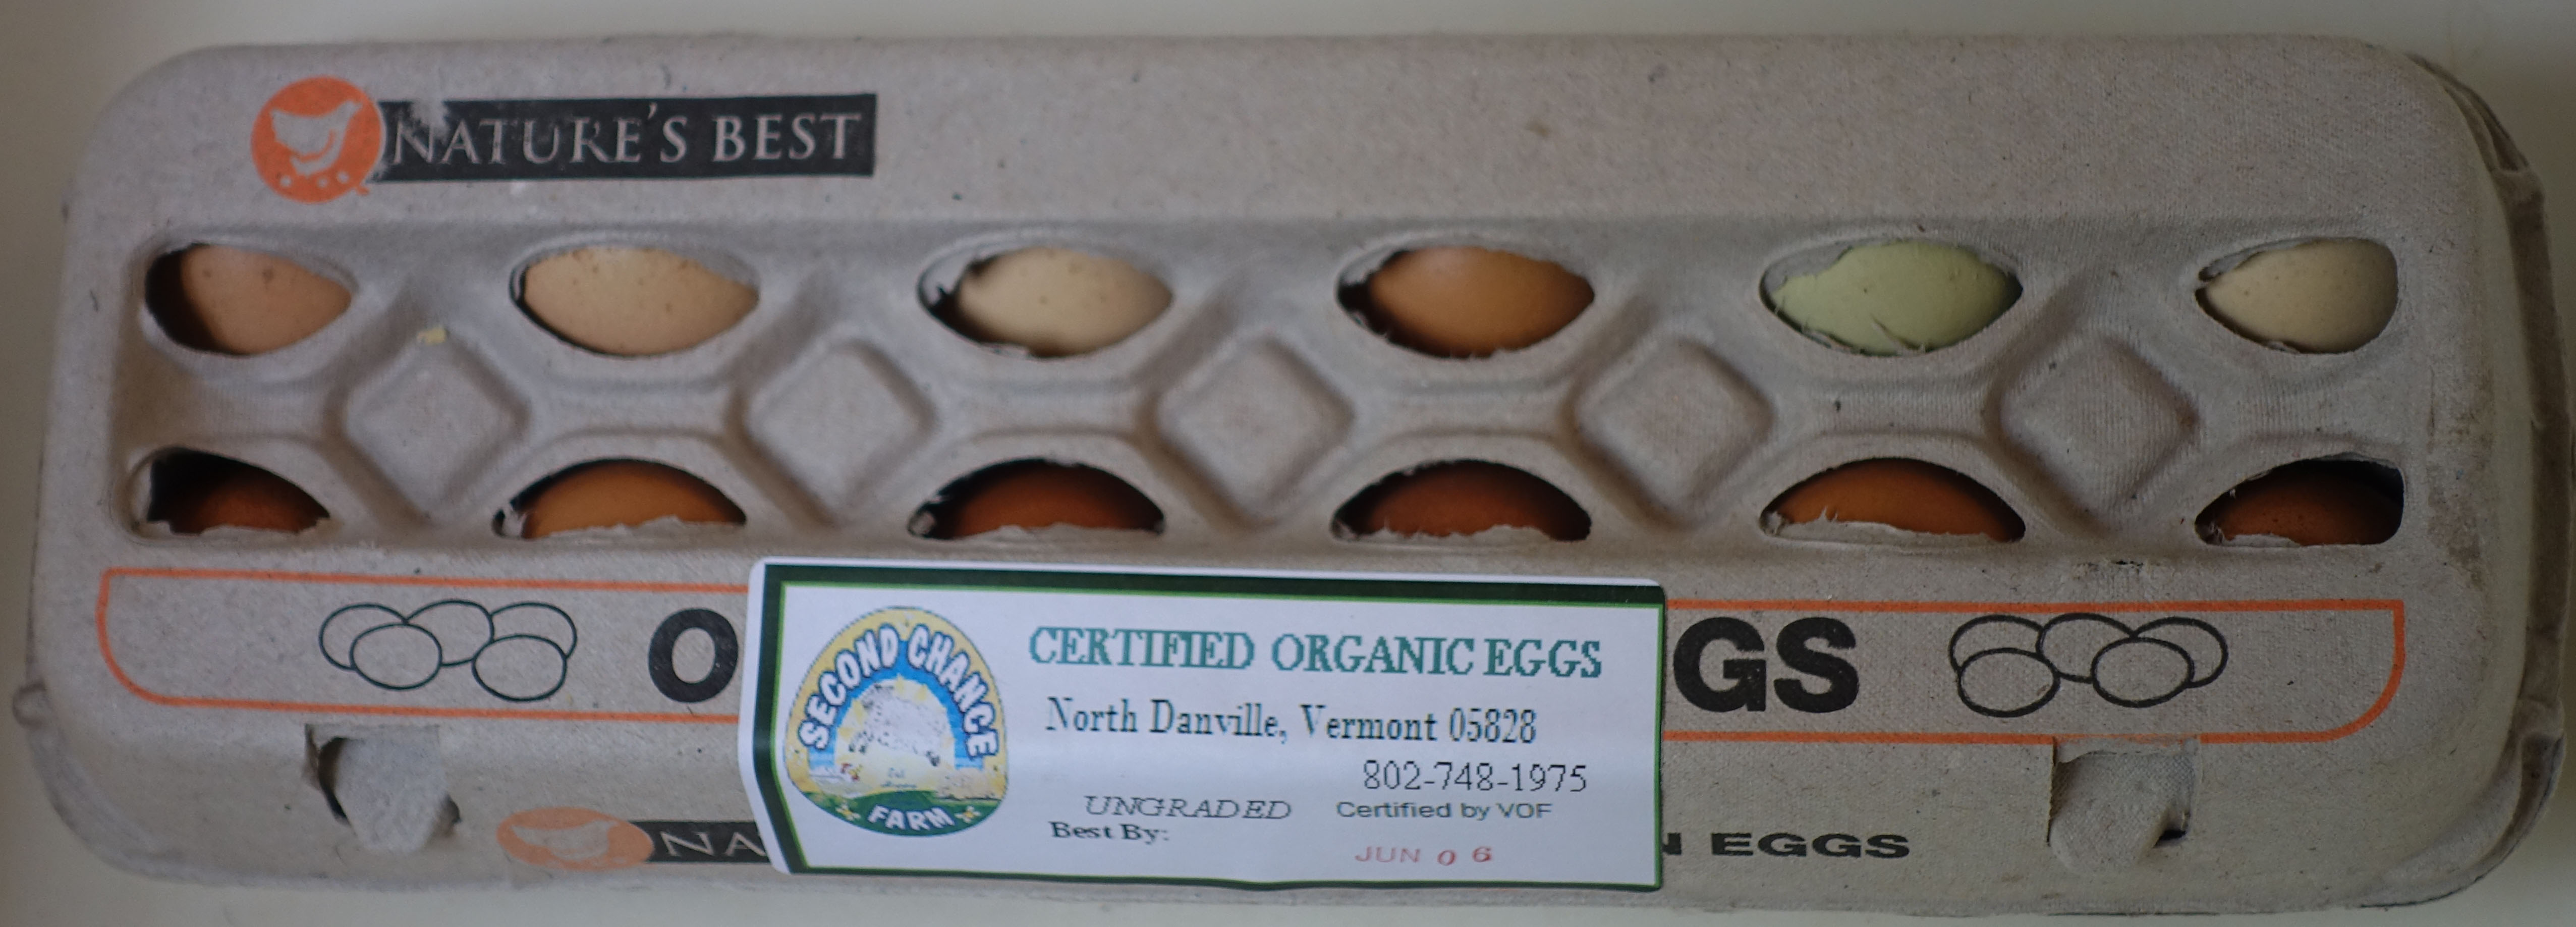 NATURE'S BEST
O
GS
SECOND CHANCE
FARM
CERTIFIED ORGANIC EGGS
North Danville, Vermont 05828
802-748-1975
UNGRADED Certified by VOF
Best By:
JUN 06
NA
N EGGS